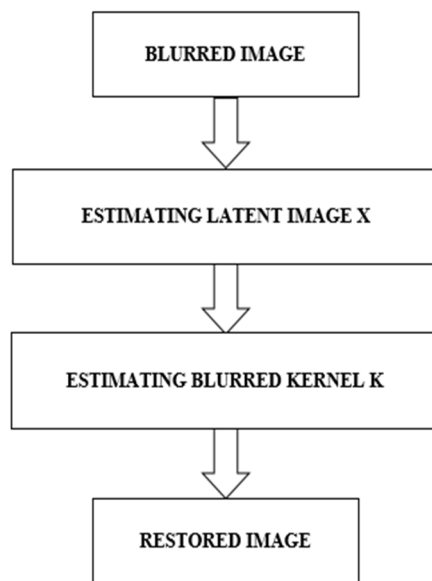 BLURRED IMAGE
ESTIMATING LATENT IMAGE X
ESTIMATING BLURRED KERNEL K
RESTORED IMAGE